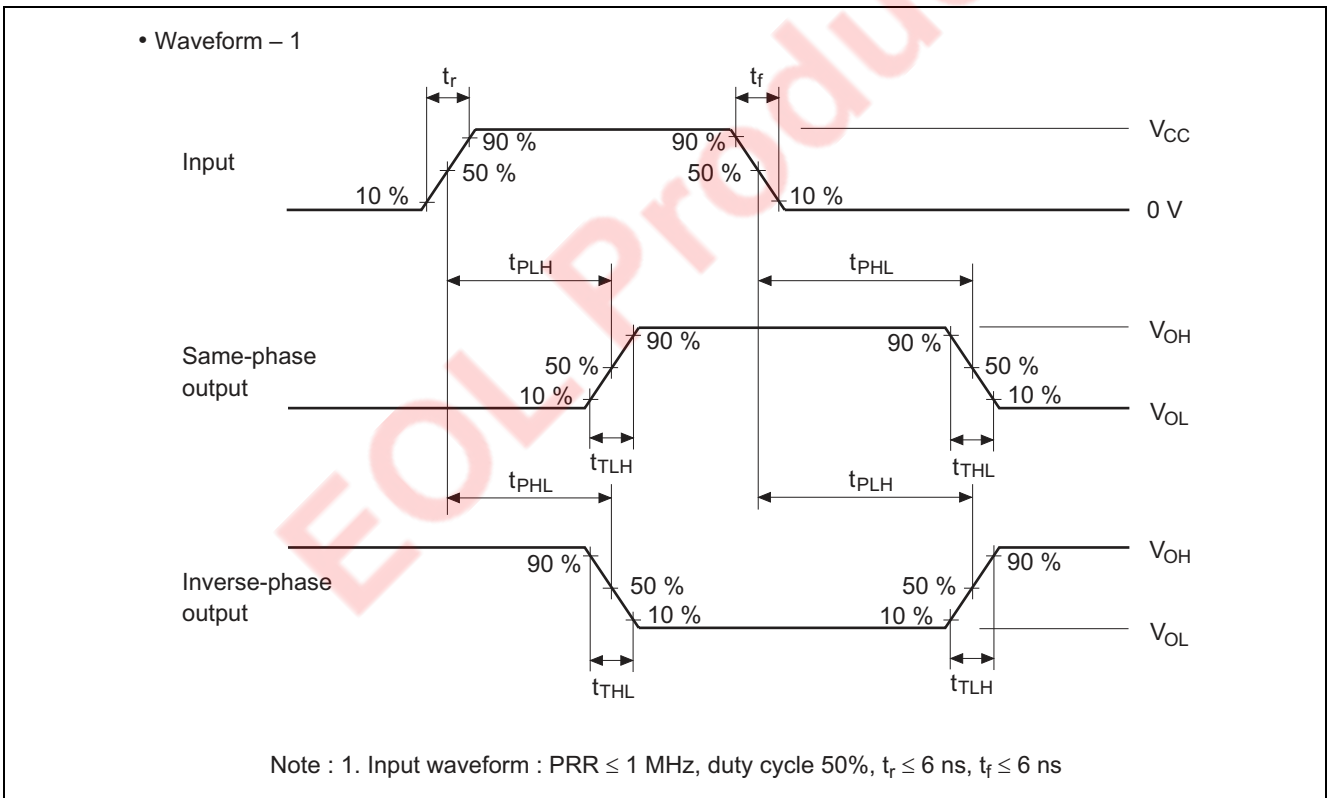 • Waveform – 1
tr
tf
90 %
90 %
VCC
Input
50 %
50 %
10 %
10 %
0 V
tPLH
tPHL
VOH
90 %
90 %
Same-phase
output
50 %
50 %
10 %
10 %
VOL
tTLH
tTHL
tPHL
tPLH
VOH
90 %
90 %
Inverse-phase
output
50 %
50 %
10 %
10 %
VOL
tTHL
tTLH
Note : 1. Input waveform : PRR ≤ 1 MHz, duty cycle 50%, tr ≤ 6 ns, tf ≤ 6 ns
EOL